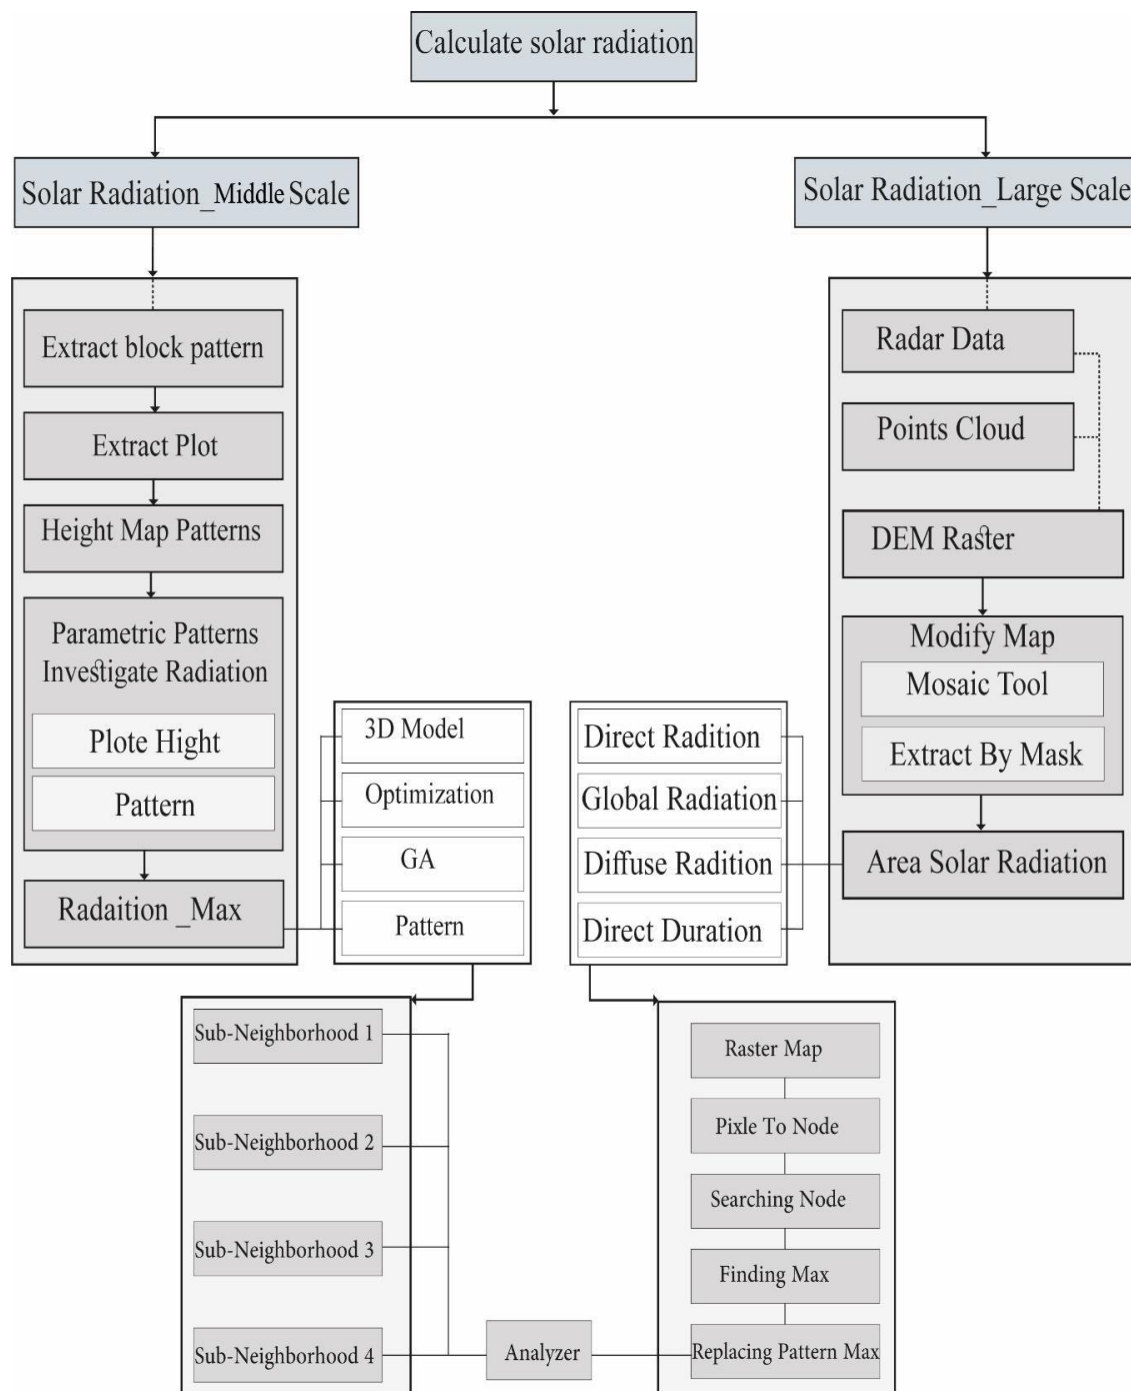 Calculate solar radiation
Solar Radiation_Middle Scale
Solar Radiation_Large Scale
Extract block pattern
Extract Plot
Height Map Patterns
Parametric Patterns
Investigate Radiation
Plote Hight
Pattern
Radaition _Max
3D Model
Optimization
GA
Pattern
Radar Data
Points Cloud
DEM Raster
Modify Map
Mosaic Tool
Extract By Mask
Area Solar Radiation
Direct Radition
Global Radiation
Diffuse Radition
Direct Duration
Sub-Neighborhood 1
Sub-Neighborhood 2
Sub-Neighborhood 3
Sub-Neighborhood 4
Analyzer
Raster Map
Pixle To Node
Searching Node
Finding Max
Replacing Pattern Max